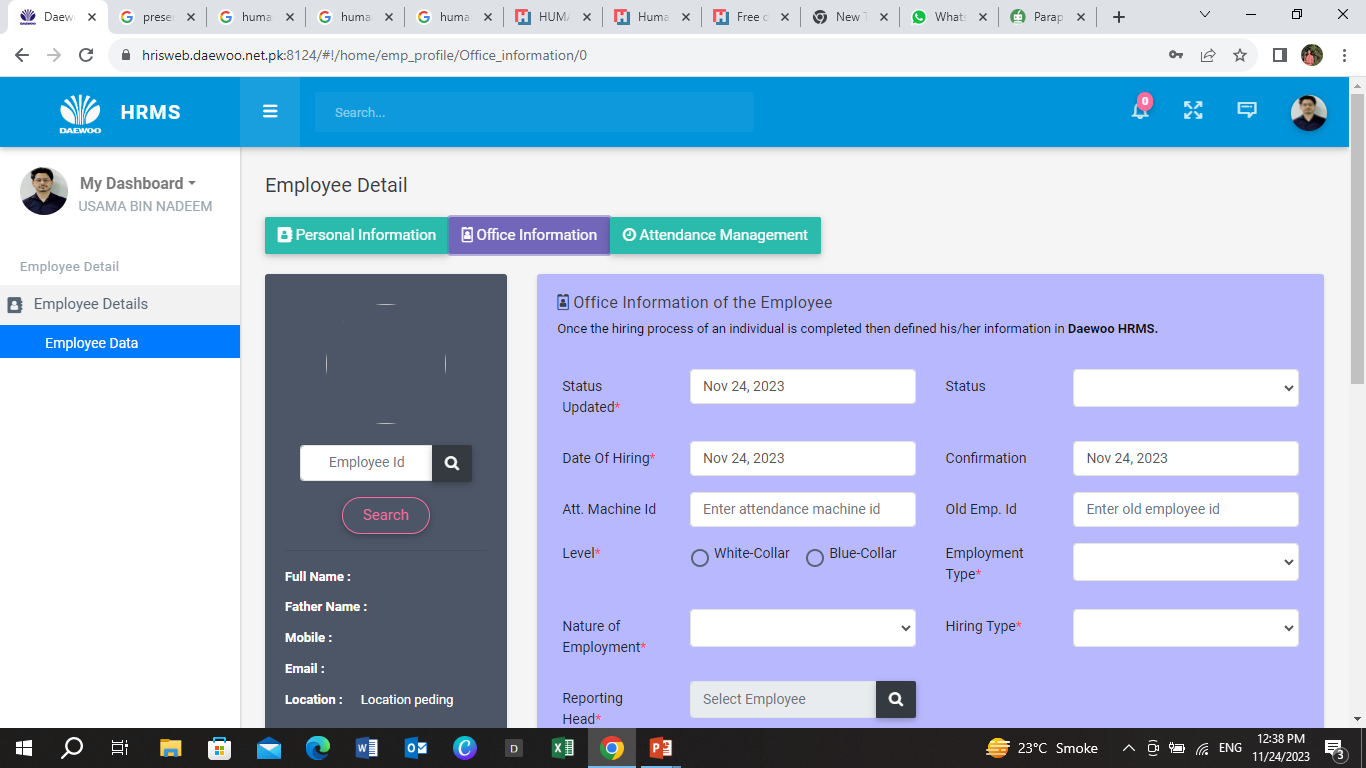 Daew
prese
huma
huma
huma
HUMA
Huma
Free c
New T
Whats
Parap
hrisweb.daewoo.net.pk:8124/#!/home/emp_profile/Office_information/0
DAEWOO
HRMS
Search...
0
My Dashboard
USAMA BIN NADEEM
Employee Detail
Employee Details
Employee Data
Employee Detail
Personal Information
Office Information
Attendance Management
Employee Id
Search
Full Name :
Father Name :
Mobile :
Email :
Location : Location peding
Office Information of the Employee
Once the hiring process of an individual is completed then defined his/her information in Daewoo HRMS.
Status Updated*
Nov 24, 2023
Status
Date Of Hiring*
Nov 24, 2023
Confirmation
Nov 24, 2023
Att. Machine Id
Enter attendance machine id
Old Emp. Id
Enter old employee id
Level*
White-Collar
Blue-Collar
Employment Type*
Nature of Employment*
Hiring Type*
Reporting Head*
Select Employee
23°C Smoke
ENG
12:38 PM
11/24/2023
3